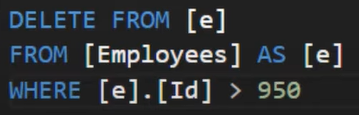 DELETE FROM [e]
FROM [Employees] AS [e]
WHERE [e].[Id] > 950